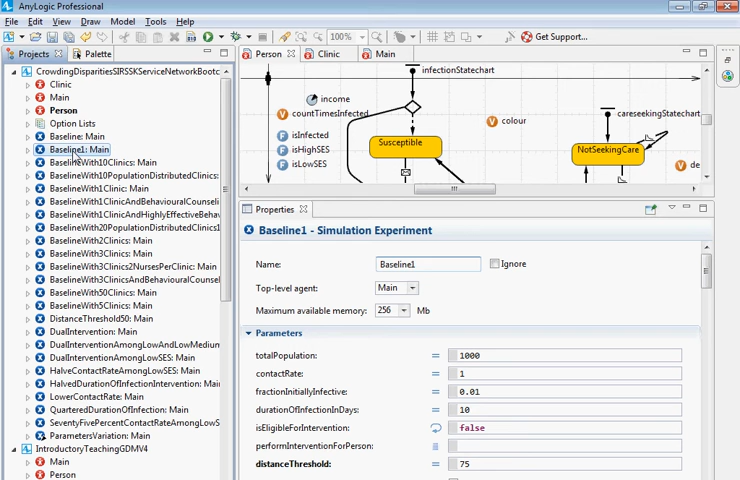 AnyLogic Professional
File Edit View Draw Model Tools Help
100% Get Support...
Projects Palette
CrowdingDisparitiesSIRSSKServiceNetworkBootc
Clinic
Main
Person
Option Lists
Baseline: Main
Baseline1: Main
BaselineWith10Clinics: Main
BaselineWith10PopulationDistributedClinics:
BaselineWith1Clinic: Main
BaselineWith1ClinicAndBehaviouralCounseli
BaselineWith1ClinicAndHighlyEffectiveBehav
BaselineWith20PopulationDistributedClinics1
BaselineWith2Clinics: Main
BaselineWith3Clinics: Main
BaselineWith3Clinics2NursesPerClinic: Main
BaselineWith3ClinicsAndBehaviouralCounsel
BaselineWith50Clinics: Main
BaselineWith5Clinics: Main
DistanceThreshold50: Main
DualIntervention: Main
DualInterventionAmongLowAndLowMedium
DualInterventionAmongLowSES: Main
HalveContactRateAmongLowSES: Main
HalvedDurationOfInfectionIntervention: Main
LowerContactRate: Main
QuarteredDurationOfInfection: Main
SeventyFivePercentContactRateAmongLowS
ParametersVariation: Main
IntroductoryTeachingGDMV4
Main
Person
Person Clinic Main
infectionStatechart
income
countTimesInfected
isInfected
isHighSES
isLowSES
Susceptible
colour
careseekingStatechart
NotSeekingCare
de
Properties
Baseline1 - Simulation Experiment
Name: Baseline1 Ignore
Top-level agent: Main
Maximum available memory: 256 Mb
Parameters
totalPopulation: = 1000
contactRate: = 1
fractionInitiallyInfective: = 0.01
durationOfInfectionInDays: = 10
isEligibleForIntervention: false
performInterventionForPerson:
distanceThreshold: = 75